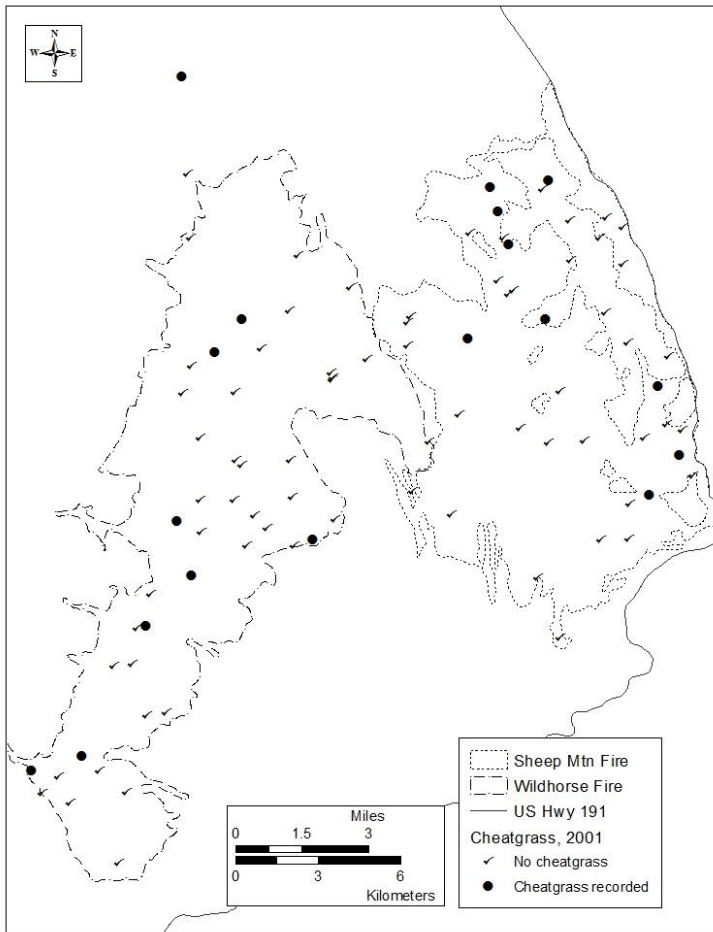 N
W E
S
Sheep Mtn Fire
Wildhorse Fire
US Hwy 191
Cheatgrass, 2001
No cheatgrass
Cheatgrass recorded
Miles
0 1.5 3
0 3 6
Kilometers